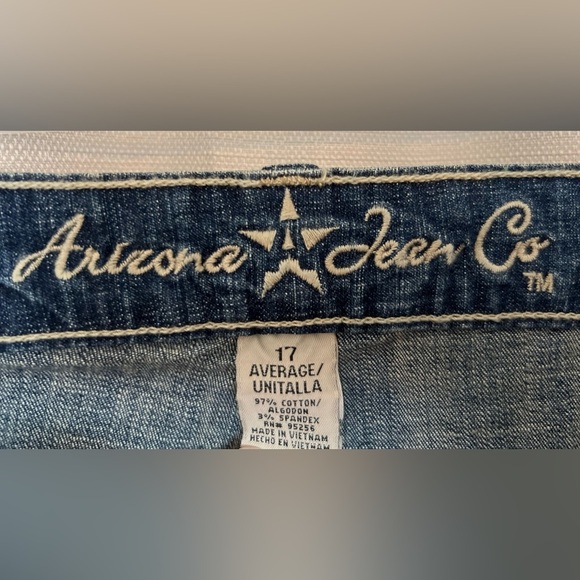 Arizona Jean Co
TM
17
AVERAGE/
UNITALLA
97% COTTON/
ALGODON
3% SPANDEX
RN# 95256
MADE IN VIETNAM
HECHO EN VIETNAM